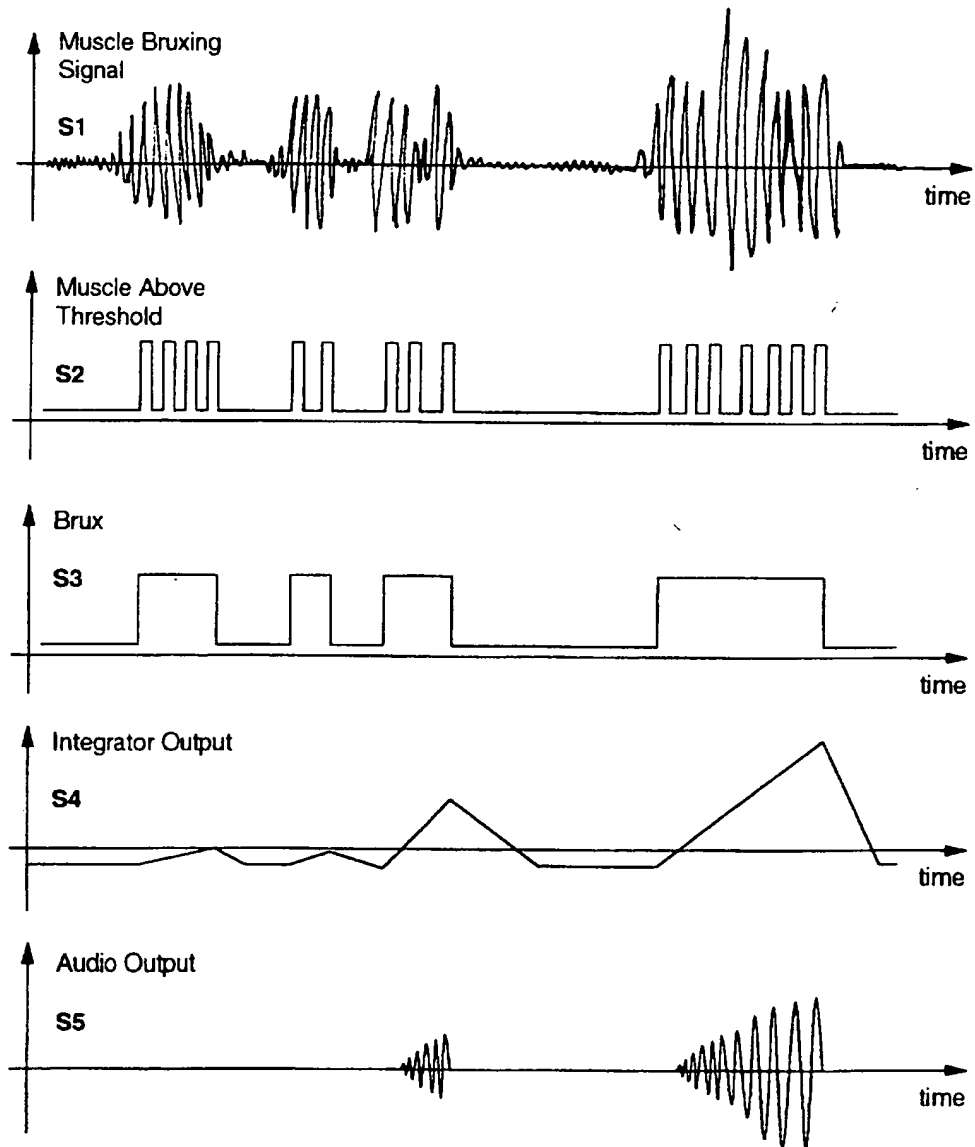 Muscle Bruxing
Signal
S1
time
Muscle Above
Threshold
S2
time
Brux
S3
time
Integrator Output
S4
time
Audio Output
S5
time